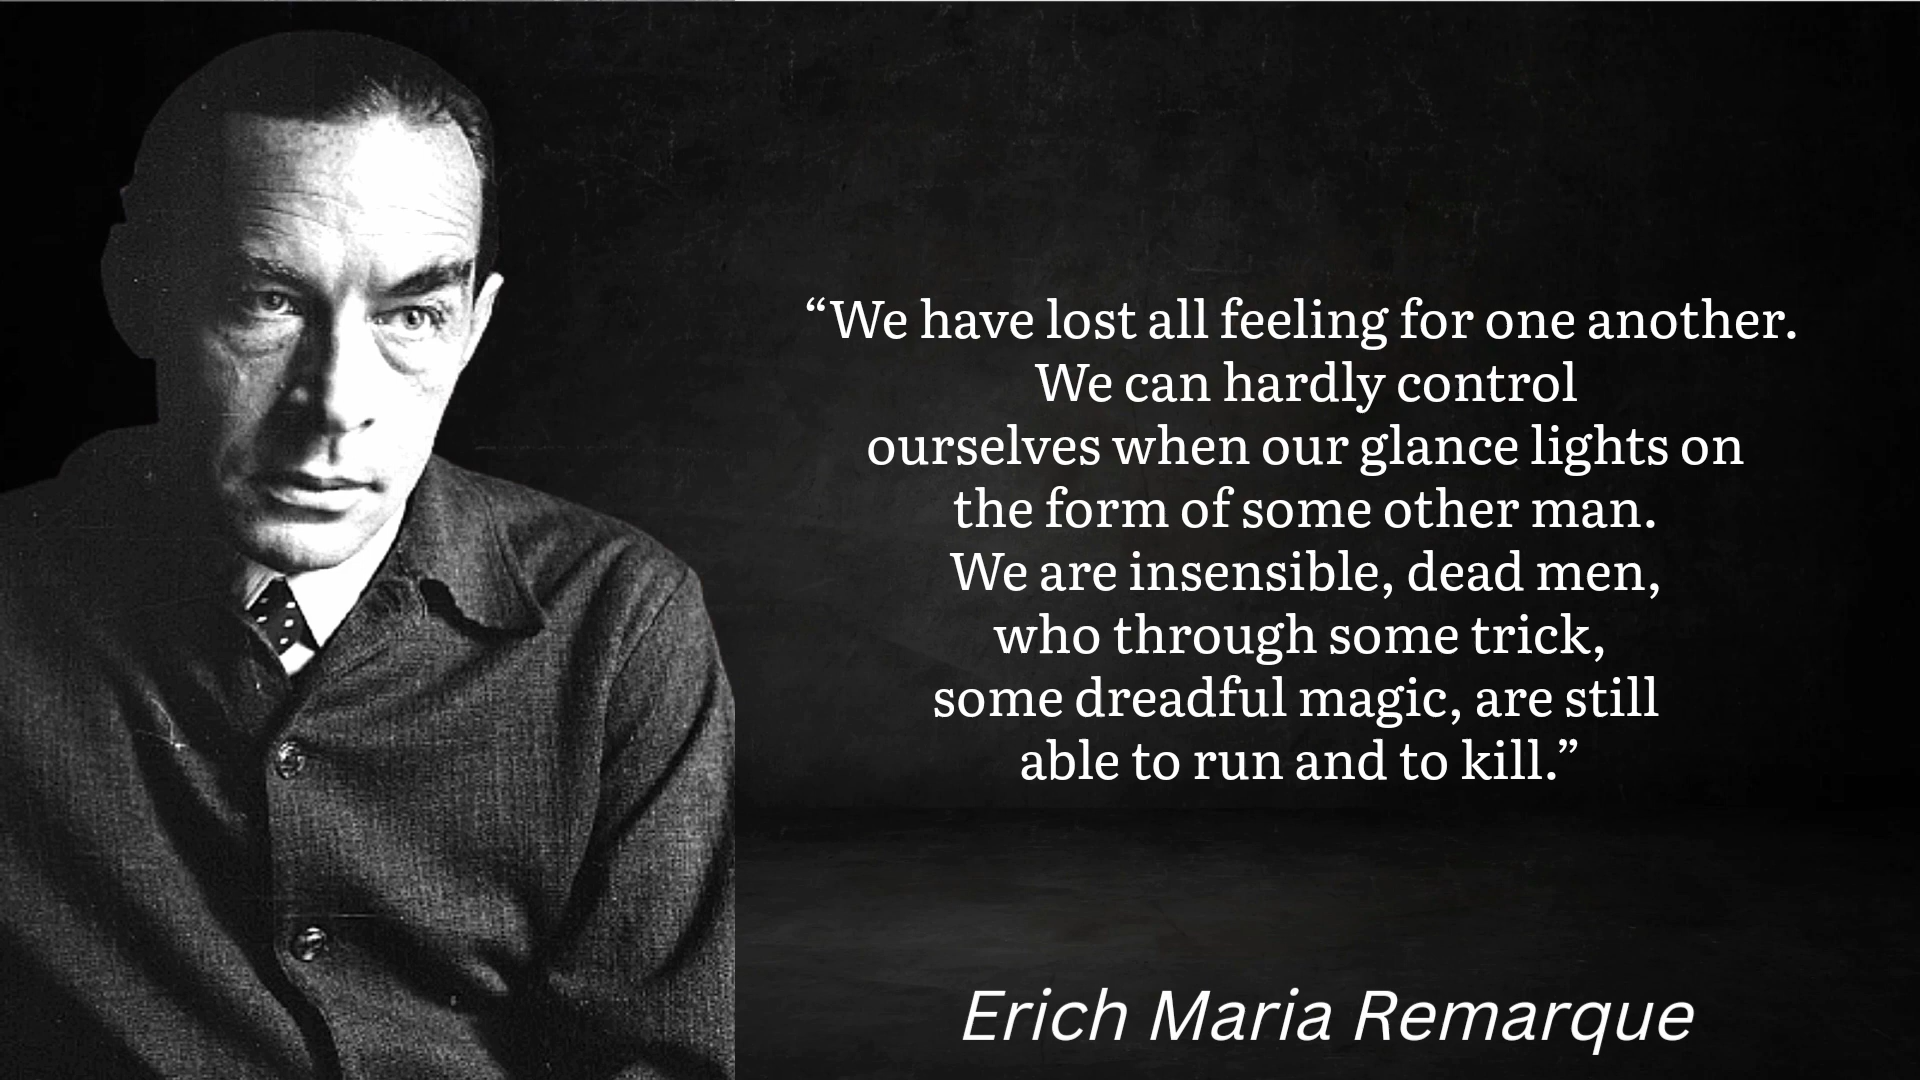 “We have lost all feeling for one another.
We can hardly control
ourselves when our glance lights on
the form of some other man.
We are insensible, dead men,
who through some trick,
some dreadful magic, are still
able to run and to kill.”
Erich Maria Remarque